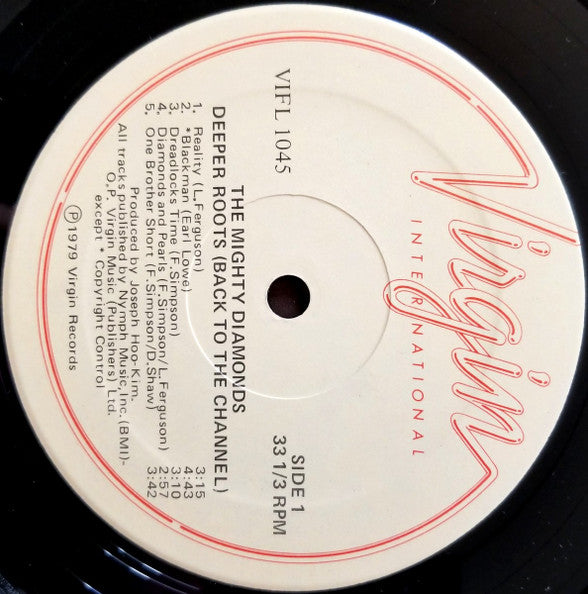 Virgin
INTERNATIONAL
VIFL 1045
SIDE 1
33 1/3 RPM
THE MIGHTY DIAMONDS
DEEPER ROOTS (BACK TO THE CHANNEL)
1. Reality (L.Ferguson) 3:15
2. *Blackman (Earl Lowe) 4:43
3. Dreadlocks Time (F.Simpson) 3:10
4. Diamonds and Pearls (F.Simpson/L.Ferguson) 2:57
5. One Brother Short (F.Simpson/D.Shaw) 3:42
Produced by Joseph Hoo-Kim.
All tracks published by Nymph Music, Inc.(BMI)-
O.P. Virgin Music (Publishers) Ltd.
except * Copyright Control
Ⓟ1979 Virgin Records